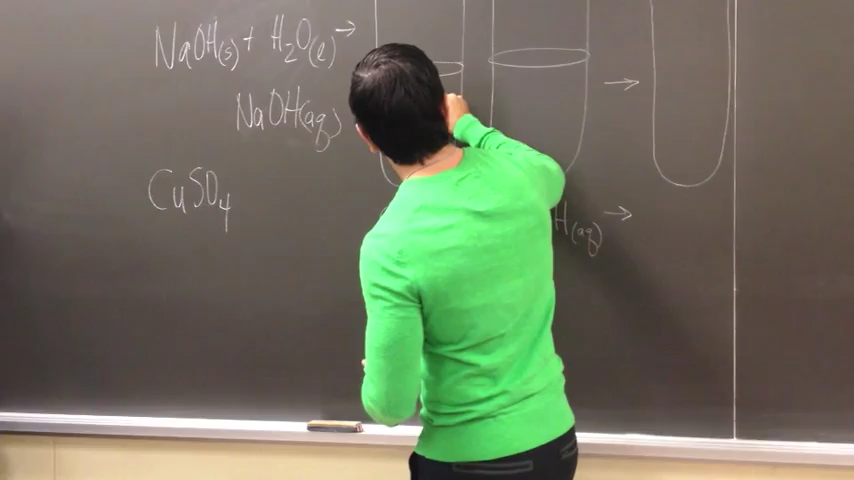 NaOH(s) + H₂O(l) →
NaOH(aq)
→
CuSO₄
H(aq) →